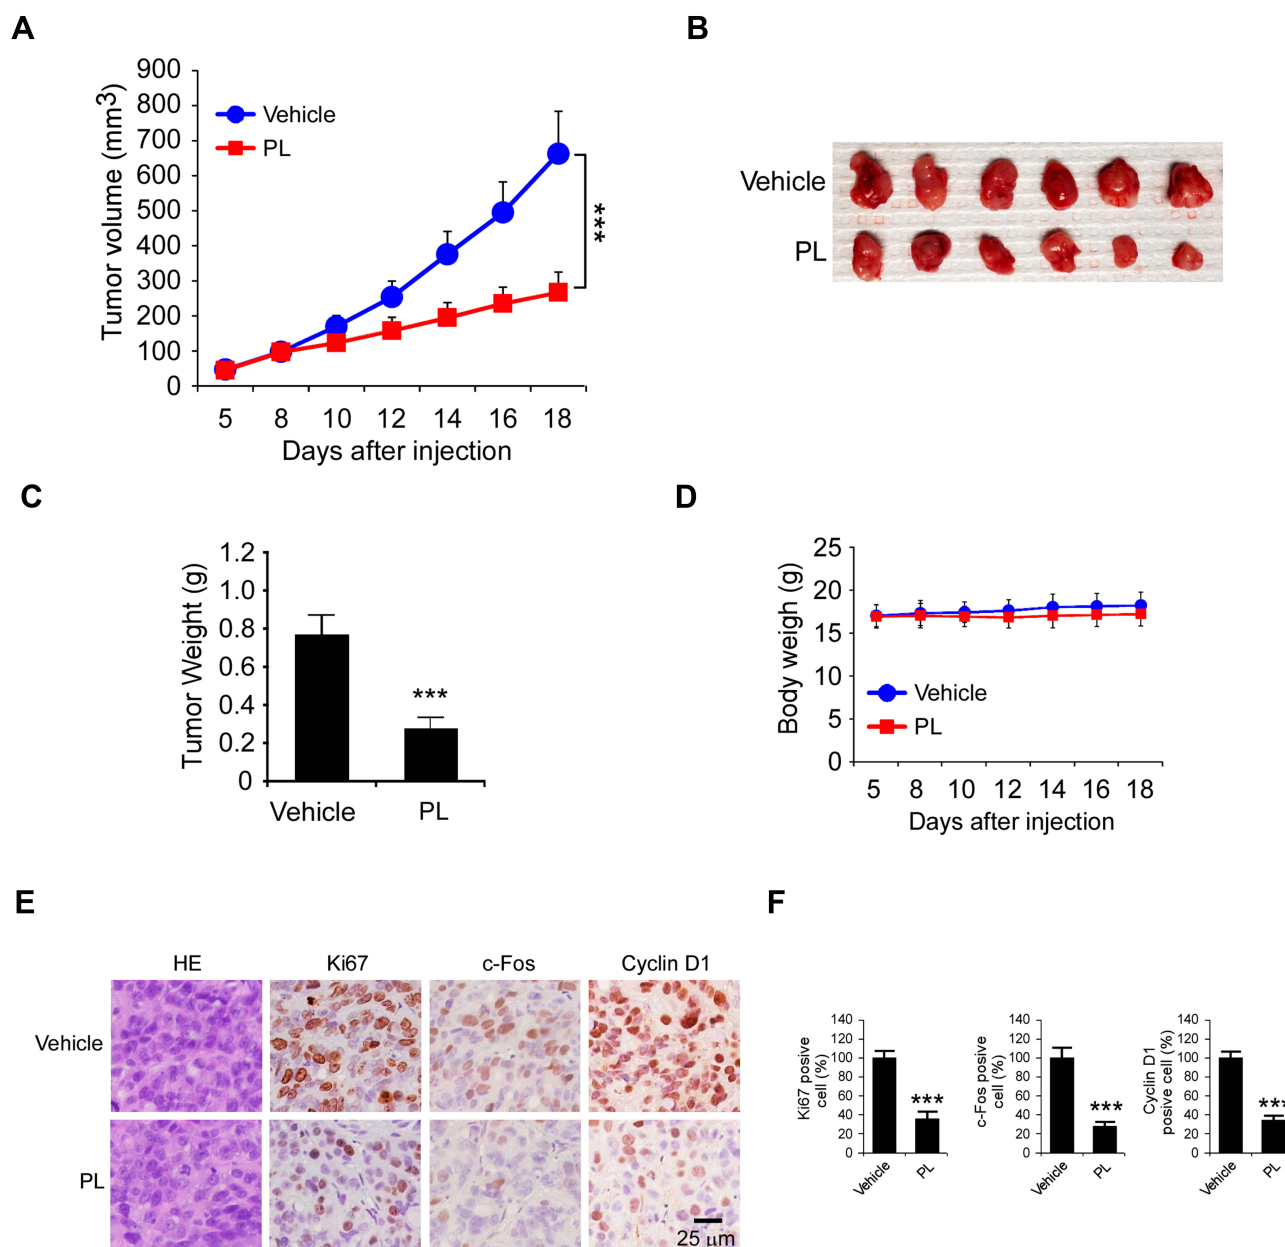 A
900
800
700
600
500
400
300
200
100
0
Tumor volume (mm3)
Vehicle
PL
***
5 8 10 12 14 16 18
Days after injection
B
Vehicle
PL
C
1.2
1.0
0.8
0.6
0.4
0.2
0
Tumor Weight (g)
***
Vehicle PL
D
25
20
15
10
5
0
Body weigh (g)
Vehicle
PL
5 8 10 12 14 16 18
Days after injection
E
HE Ki67 c-Fos Cyclin D1
Vehicle
PL
25 μm
F
Ki67 posive
cell (%)
140
120
100
80
60
40
20
0
***
Vehicle PL
c-Fos posive
cell (%)
140
120
100
80
60
40
20
0
***
Vehicle PL
Cyclin D1
posive cell (%)
140
120
100
80
60
40
20
0
***
Vehicle PL